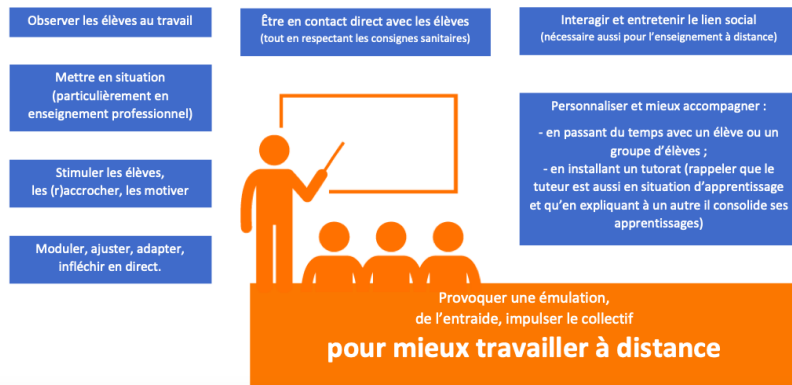 Observer les élèves au travail
Être en contact direct avec les élèves
(tout en respectant les consignes sanitaires)
Interagir et entretenir le lien social
(nécessaire aussi pour l'enseignement à distance)
Mettre en situation
(particulièrement en
enseignement professionnel)
Stimuler les élèves,
les (r)accrocher, les motiver
Moduler, ajuster, adapter,
infléchir en direct.
Personnaliser et mieux accompagner :
- en passant du temps avec un élève ou un
groupe d'élèves ;
- en installant un tutorat (rappeler que le
tuteur est aussi en situation d'apprentissage
et qu'en expliquant à un autre il consolide ses
apprentissages)
Provoquer une émulation,
de l'entraide, impulser le collectif
pour mieux travailler à distance